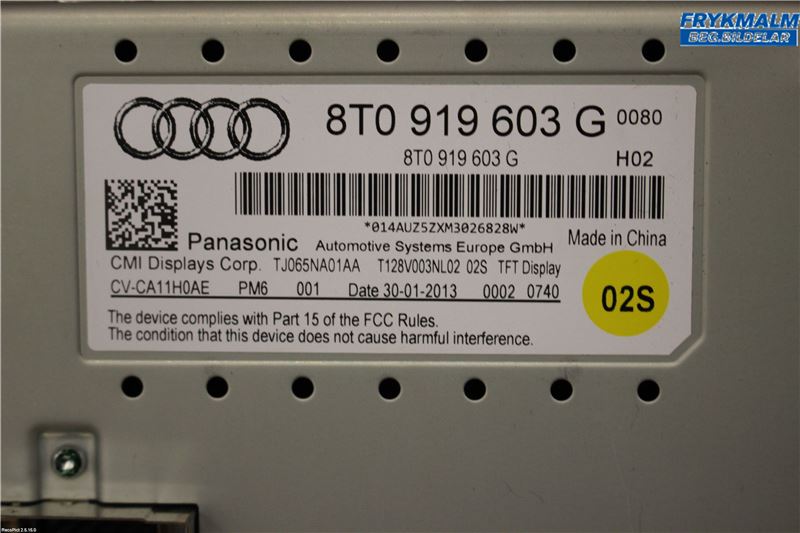 FRYKMALM
BEG.BILDELAR
8T0 919 603 G 0080
8T0 919 603 G H02
*014AUZ5ZXM3026828W*
Panasonic Automotive Systems Europe GmbH Made in China
CMI Displays Corp. TJ065NA01AA T128V003NL02 02S TFT Display
CV-CA11H0AE PM6 001 Date 30-01-2013 0002 0740
02S
The device complies with Part 15 of the FCC Rules.
The condition that this device does not cause harmful interference.